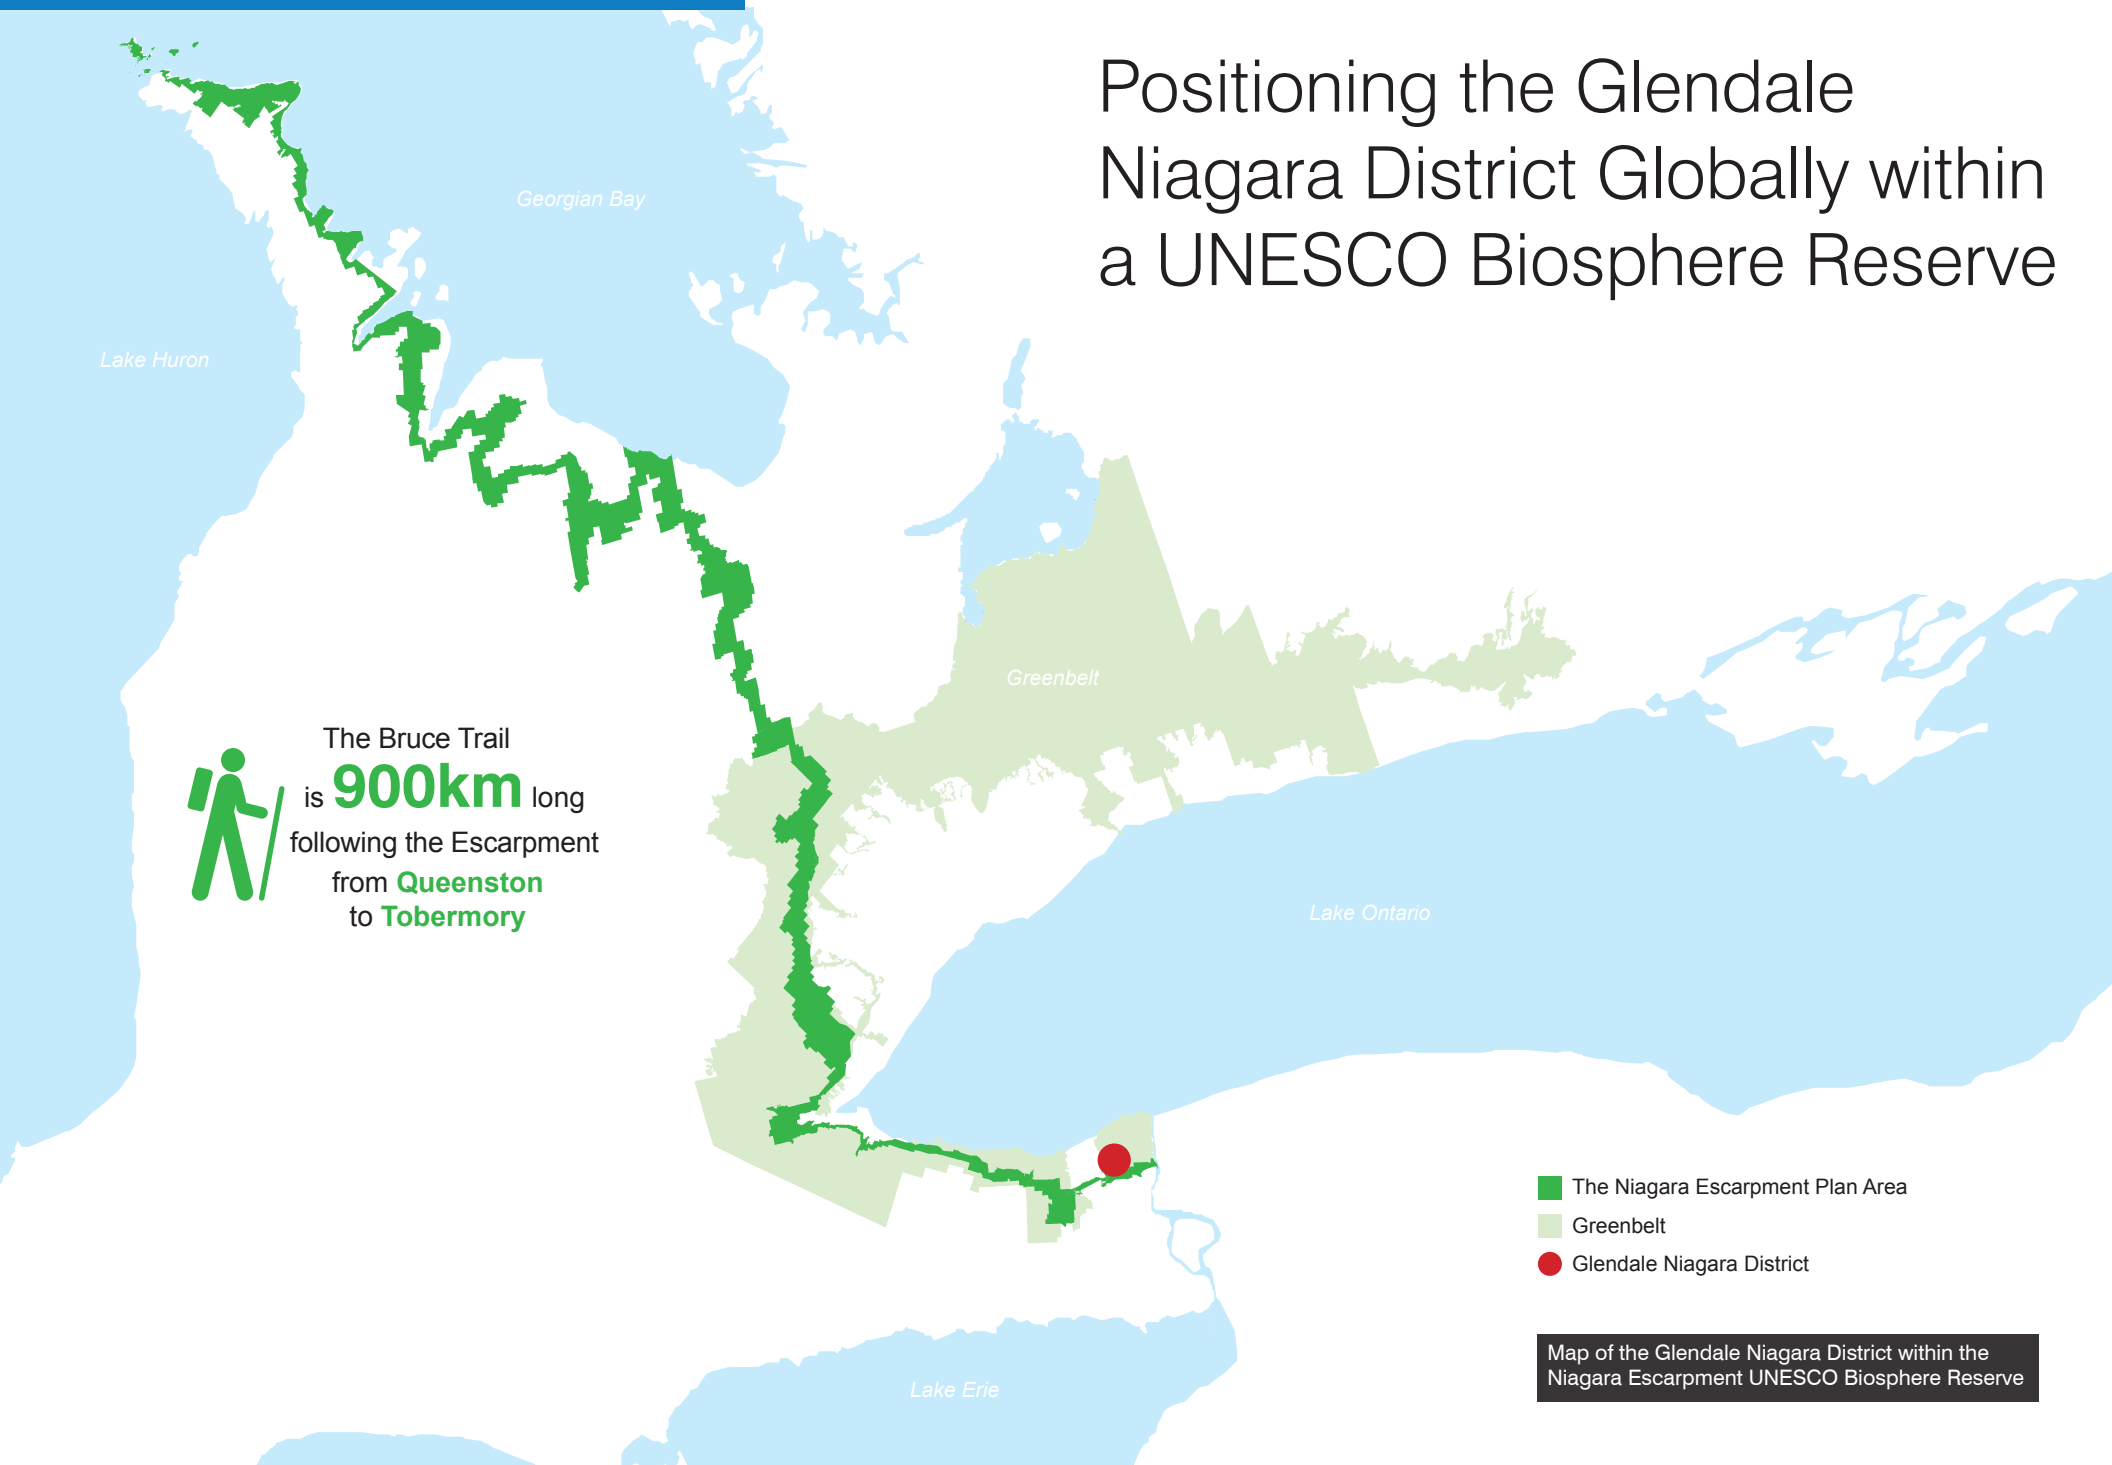 Positioning the Glendale
Niagara District Globally within
a UNESCO Biosphere Reserve
Georgian Bay
Lake Huron
Greenbelt
The Bruce Trail
is 900km long
following the Escarpment
from Queenston
to Tobermory
Lake Ontario
The Niagara Escarpment Plan Area
Greenbelt
Glendale Niagara District
Map of the Glendale Niagara District within the
Niagara Escarpment UNESCO Biosphere Reserve
Lake Erie